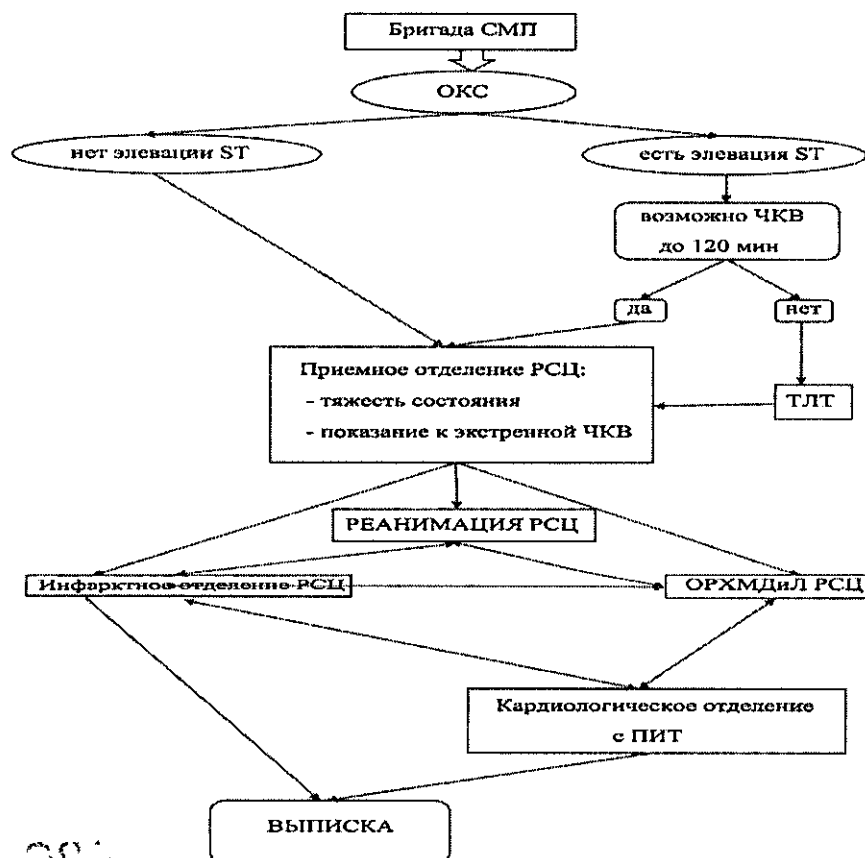 Бригада СМП
ОКС
нет элевации ST
есть элевация ST
возможно ЧКВ
до 120 мин
да
нет
Приемное отделение РСЦ:
- тяжесть состояния
- показание к экстренной ЧКВ
ТЛТ
РЕАНИМАЦИЯ РСЦ
Инфарктное отделение РСЦ
ОРХМДиЛ РСЦ
Кардиологическое отделение
с ПИТ
ВЫПИСКА